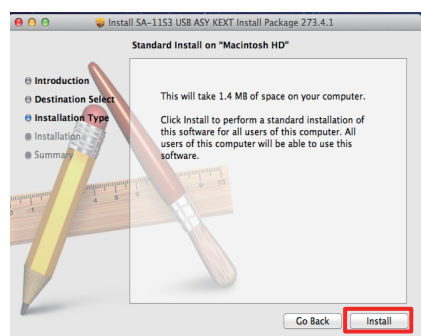 Install SA-11S3 USB ASY KEXT Install Package 273.4.1
Standard Install on "Macintosh HD"
Introduction
Destination Select
Installation Type
Installation
Summary
This will take 1.4 MB of space on your computer.
Click Install to perform a standard installation of
this software for all users of this computer. All
users of this computer will be able to use this
software.
Go Back
Install